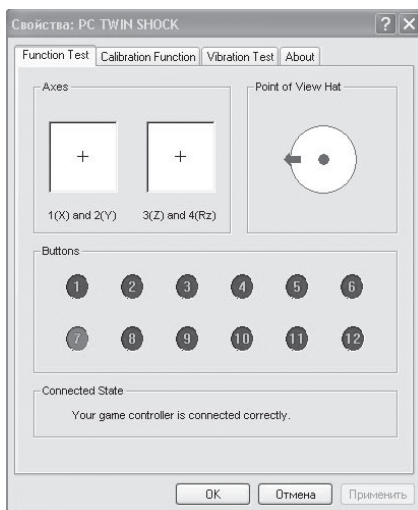 Свойства: PC TWIN SHOCK
Function Test Calibration Function Vibration Test About
Axes
Point of View Hat
1(X) and 2(Y) 3(Z) and 4(Rz)
Buttons
1 2 3 4 5 6
7 8 9 10 11 12
Connected State
Your game controller is connected correctly.
OK Отмена Применить